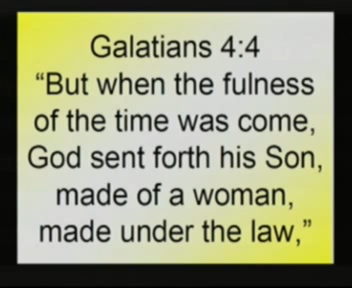 Galatians 4:4
“But when the fulness
of the time was come,
God sent forth his Son,
made of a woman,
made under the law,”